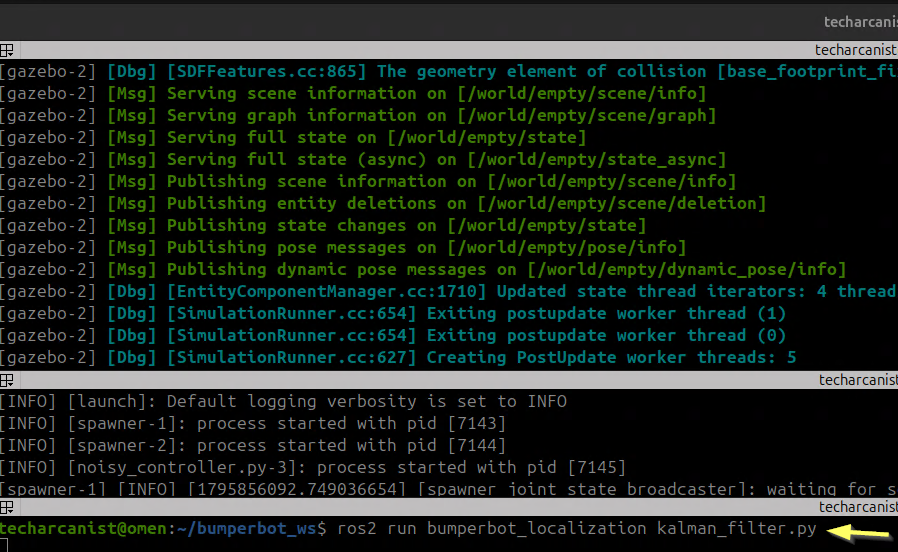 techarcanis
techarcanist
[gazebo-2] [Dbg] [SDFFeatures.cc:865] The geometry element of collision [base_footprint_fi
[gazebo-2] [Msg] Serving scene information on [/world/empty/scene/info]
[gazebo-2] [Msg] Serving graph information on [/world/empty/scene/graph]
[gazebo-2] [Msg] Serving full state on [/world/empty/state]
[gazebo-2] [Msg] Serving full state (async) on [/world/empty/state_async]
[gazebo-2] [Msg] Publishing scene information on [/world/empty/scene/info]
[gazebo-2] [Msg] Publishing entity deletions on [/world/empty/scene/deletion]
[gazebo-2] [Msg] Publishing state changes on [/world/empty/state]
[gazebo-2] [Msg] Publishing pose messages on [/world/empty/pose/info]
[gazebo-2] [Msg] Publishing dynamic pose messages on [/world/empty/dynamic_pose/info]
[gazebo-2] [Dbg] [EntityComponentManager.cc:1710] Updated state thread iterators: 4 thread
[gazebo-2] [Dbg] [SimulationRunner.cc:654] Exiting postupdate worker thread (1)
[gazebo-2] [Dbg] [SimulationRunner.cc:654] Exiting postupdate worker thread (0)
[gazebo-2] [Dbg] [SimulationRunner.cc:627] Creating PostUpdate worker threads: 5
techarcanist
[INFO] [launch]: Default logging verbosity is set to INFO
[INFO] [spawner-1]: process started with pid [7143]
[INFO] [spawner-2]: process started with pid [7144]
[INFO] [noisy_controller.py-3]: process started with pid [7145]
[spawner-1] [INFO] [1795856092.749036654] [spawner_joint_state_broadcaster]: waiting for s
techarcanist
techarcanist@omen:~/bumperbot_ws$ ros2 run bumperbot_localization kalman_filter.py